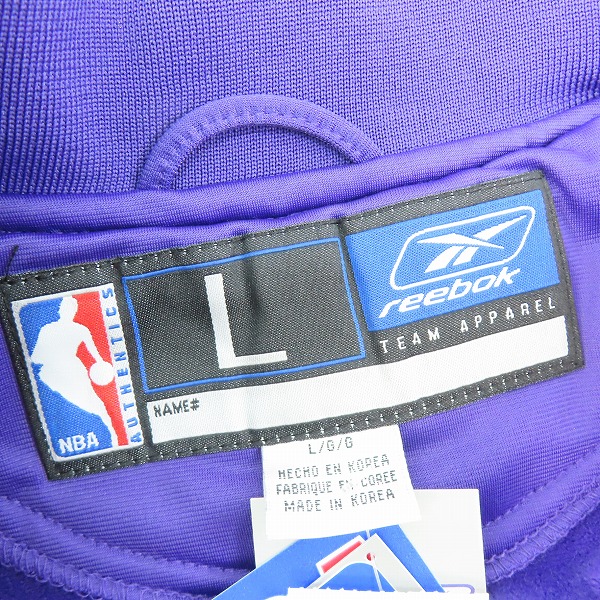 L
reebok
TEAM APPAREL
NBA
AUTHENTICS
NAME#
L/G/G
HECHO EN KOREA
FABRIQUE EN COREE
MADE IN KOREA